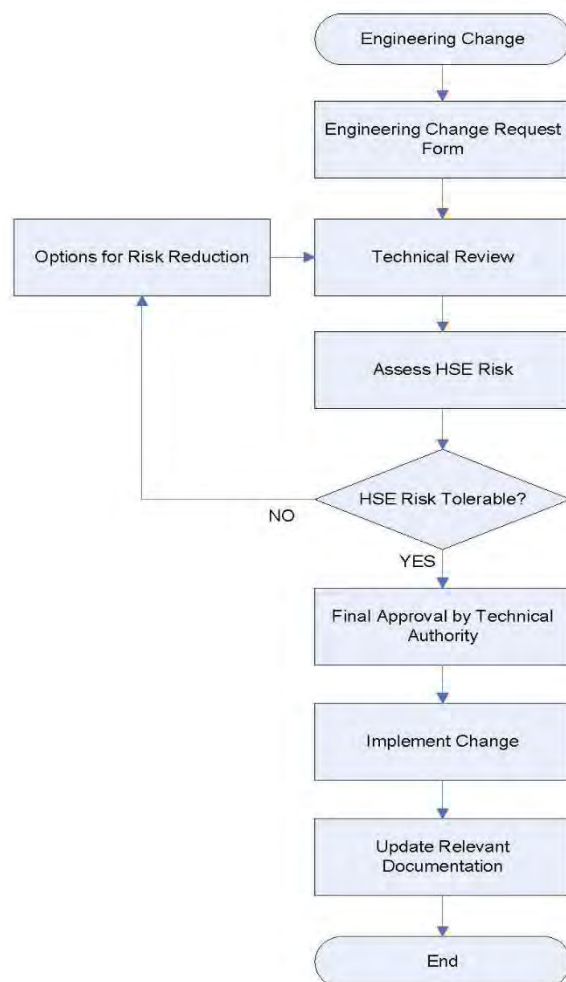 Engineering Change
Engineering Change Request
Form
Options for Risk Reduction
Technical Review
Assess HSE Risk
HSE Risk Tolerable?
NO
YES
Final Approval by Technical
Authority
Implement Change
Update Relevant
Documentation
End